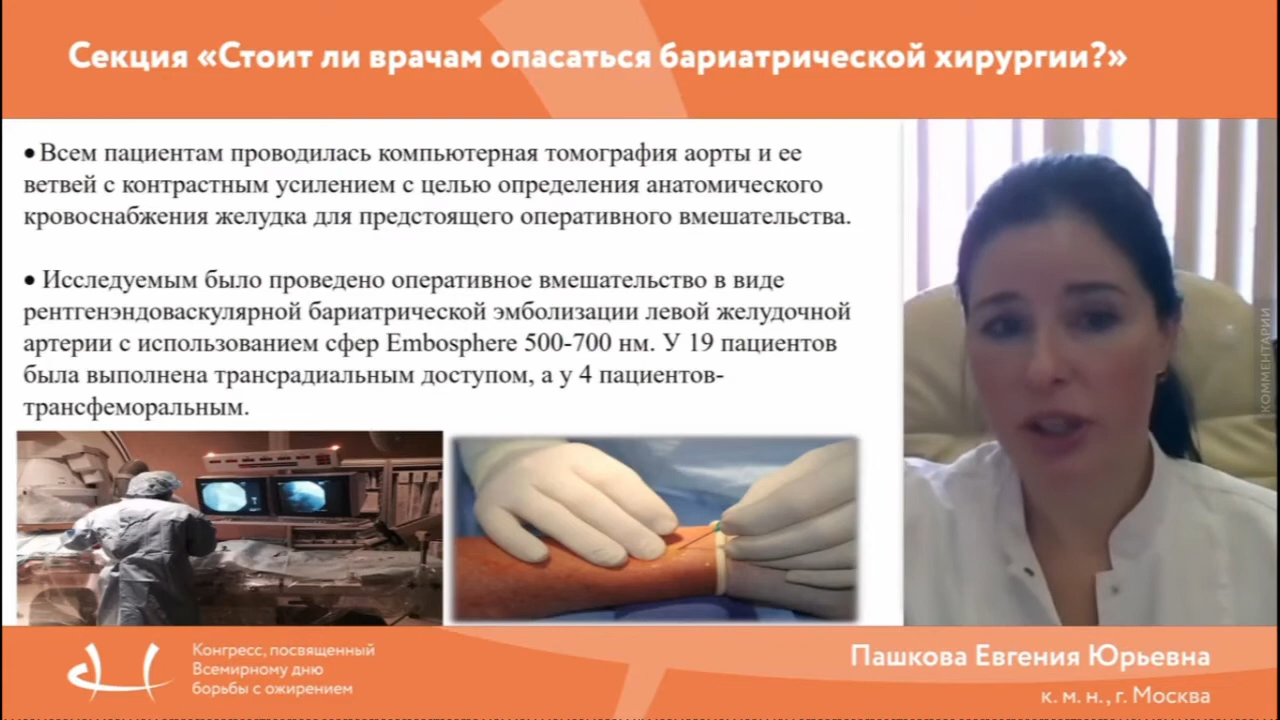 Секция «Стоит ли врачам опасаться бариатрической хирургии?»
• Всем пациентам проводилась компьютерная томография аорты и ее
ветвей с контрастным усилением с целью определения анатомического
кровоснабжения желудка для предстоящего оперативного вмешательства.
• Исследуемым было проведено оперативное вмешательство в виде
рентгенэндоваскулярной бариатрической эмболизации левой желудочной
артерии с использованием сфер Embosphere 500-700 нм. У 19 пациентов
была выполнена трансрадиальным доступом, а у 4 пациентов-
трансфеморальным.
КОММЕНТАРИИ
Конгресс, посвященный
Всемирному дню
борьбы с ожирением
Пашкова Евгения Юрьевна
к. м. н., г. Москва